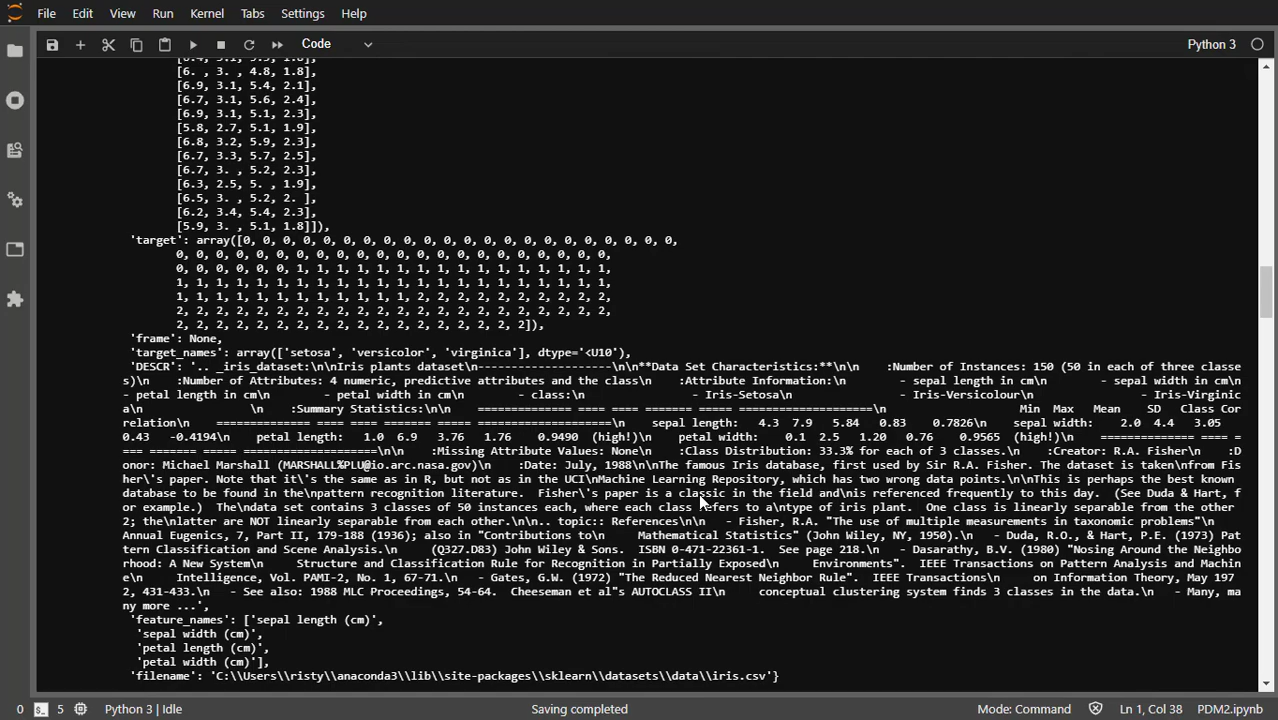 File Edit View Run Kernel Tabs Settings Help
Code Python 3
[6. , 3. , 4.8, 1.8],
[6.9, 3.1, 5.4, 2.1],
[6.7, 3.1, 5.6, 2.4],
[6.9, 3.1, 5.1, 2.3],
[5.8, 2.7, 5.1, 1.9],
[6.8, 3.2, 5.9, 2.3],
[6.7, 3.3, 5.7, 2.5],
[6.7, 3. , 5.2, 2.3],
[6.3, 2.5, 5. , 1.9],
[6.5, 3. , 5.2, 2. ],
[6.2, 3.4, 5.4, 2.3],
[5.9, 3. , 5.1, 1.8]]),
'target': array([0, 0, 0, 0, 0, 0, 0, 0, 0, 0, 0, 0, 0, 0, 0, 0, 0, 0, 0, 0, 0, 0,
0, 0, 0, 0, 0, 0, 0, 0, 0, 0, 0, 0, 0, 0, 0, 0, 0, 0, 0, 0, 0, 0,
0, 0, 0, 0, 0, 0, 1, 1, 1, 1, 1, 1, 1, 1, 1, 1, 1, 1, 1, 1, 1, 1,
1, 1, 1, 1, 1, 1, 1, 1, 1, 1, 1, 1, 1, 1, 1, 1, 1, 1, 1, 1, 1, 1,
1, 1, 1, 1, 1, 1, 1, 1, 1, 1, 1, 1, 2, 2, 2, 2, 2, 2, 2, 2, 2, 2,
2, 2, 2, 2, 2, 2, 2, 2, 2, 2, 2, 2, 2, 2, 2, 2, 2, 2, 2, 2, 2, 2,
2, 2, 2, 2, 2, 2, 2, 2, 2, 2, 2, 2, 2, 2, 2, 2, 2, 2]),
'frame': None,
'target_names': array(['setosa', 'versicolor', 'virginica'], dtype='<U10'),
'DESCR': '.. _iris_dataset:\n\nIris plants dataset\n--------------------\n\n**Data Set Characteristics:**\n\n    :Number of Instances: 150 (50 in each of three classe
s)\n    :Number of Attributes: 4 numeric, predictive attributes and the class\n    :Attribute Information:\n        - sepal length in cm\n        - sepal width in cm\n
- petal length in cm\n        - petal width in cm\n        - class:\n                - Iris-Setosa\n                - Iris-Versicolour\n                - Iris-Virginic
a\n                \n    :Summary Statistics:\n\n    ============== ==== ==== ======= ===== ====================\n                    Min  Max   Mean    SD   Class Cor
relation\n    ============== ==== ==== ======= ===== ====================\n    sepal length:   4.3  7.9   5.84   0.83    0.7826\n    sepal width:    2.0  4.4   3.05
0.43   -0.4194\n    petal length:   1.0  6.9   3.76   1.76    0.9490  (high!)\n    petal width:    0.1  2.5   1.20   0.76    0.9565  (high!)\n    ============== ==== =
=== ======= ===== ====================\n\n    :Missing Attribute Values: None\n    :Class Distribution: 33.3% for each of 3 classes.\n    :Creator: R.A. Fisher\n    :D
onor: Michael Marshall (MARSHALL%PLU@io.arc.nasa.gov)\n    :Date: July, 1988\n\nThe famous Iris database, first used by Sir R.A. Fisher. The dataset is taken\nfrom Fis
her\'s paper. Note that it\'s the same as in R, but not as in the UCI\nMachine Learning Repository, which has two wrong data points.\n\nThis is perhaps the best known
database to be found in the\npattern recognition literature.  Fisher\'s paper is a classic in the field and\nis referenced frequently to this day.  (See Duda & Hart, f
or example.)  The\ndata set contains 3 classes of 50 instances each, where each class refers to a\ntype of iris plant.  One class is linearly separable from the other
2; the\nlatter are NOT linearly separable from each other.\n\n.. topic:: References\n\n   - Fisher, R.A. "The use of multiple measurements in taxonomic problems"\n
Annual Eugenics, 7, Part II, 179-188 (1936); also in "Contributions to\n     Mathematical Statistics" (John Wiley, NY, 1950).\n   - Duda, R.O., & Hart, P.E. (1973) Pat
tern Classification and Scene Analysis.\n     (Q327.D83) John Wiley & Sons.  ISBN 0-471-22361-1.  See page 218.\n   - Dasarathy, B.V. (1980) "Nosing Around the Neighbo
rhood: A New System\n     Structure and Classification Rule for Recognition in Partially Exposed\n     Environments".  IEEE Transactions on Pattern Analysis and Machin
e\n     Intelligence, Vol. PAMI-2, No. 1, 67-71.\n   - Gates, G.W. (1972) "The Reduced Nearest Neighbor Rule".  IEEE Transactions\n     on Information Theory, May 197
2, 431-433.\n   - See also: 1988 MLC Proceedings, 54-64.  Cheeseman et al"s AUTOCLASS II\n     conceptual clustering system finds 3 classes in the data.\n   - Many, ma
ny more ...',
'feature_names': ['sepal length (cm)',
'sepal width (cm)',
'petal length (cm)',
'petal width (cm)'],
'filename': 'C:\\Users\\risty\\anaconda3\\lib\\site-packages\\sklearn\\datasets\\data\\iris.csv'}
0 5 Python 3 | Idle Saving completed Mode: Command Ln 1, Col 38 PDM2.ipynb